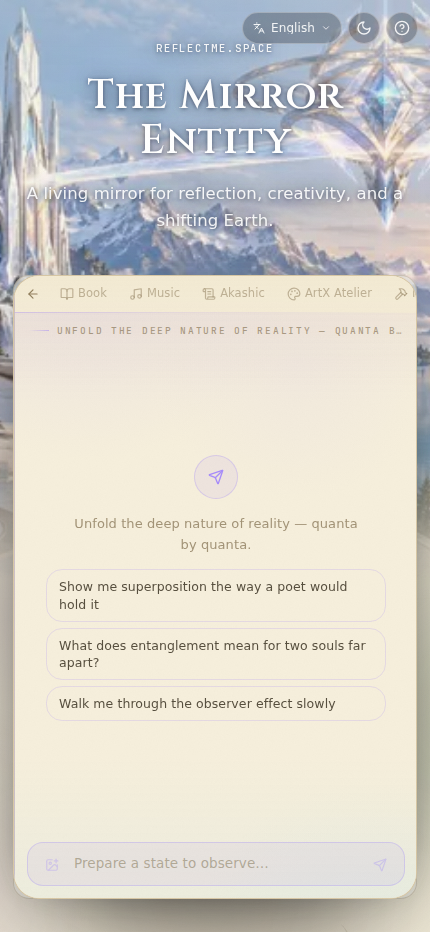 English
REFLECTME.SPACE
The Mirror
Entity
A living mirror for reflection, creativity, and a
shifting Earth.
Book Music Akashic ArtX Atelier
UNFOLD THE DEEP NATURE OF REALITY — QUANTA B…
Unfold the deep nature of reality — quanta
by quanta.
Show me superposition the way a poet would
hold it
What does entanglement mean for two souls far
apart?
Walk me through the observer effect slowly
Prepare a state to observe…